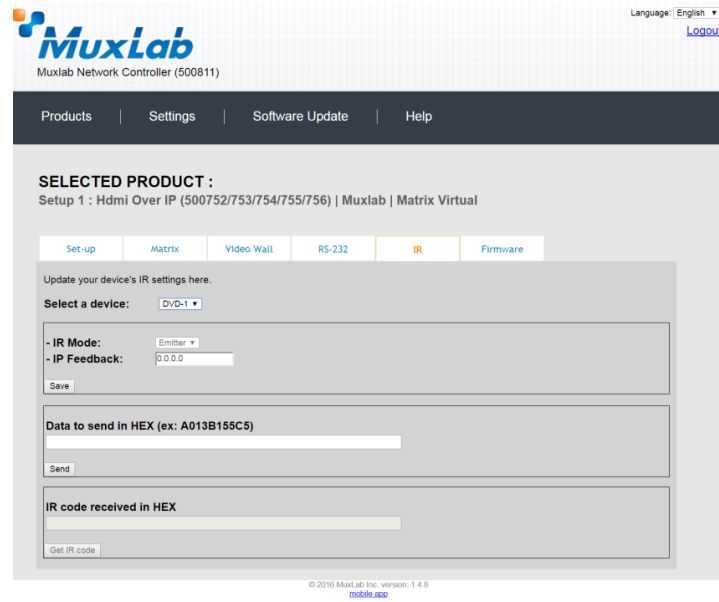 Language: English
Logout
MuxLab
Muxlab Network Controller (500811)
Products | Settings | Software Update | Help
SELECTED PRODUCT :
Setup 1 : Hdmi Over IP (500752/753/754/755/756) | Muxlab | Matrix Virtual
Set-up Matrix Video Wall RS-232 IR Firmware
Update your device's IR settings here.
Select a device: DVD-1
- IR Mode: Emitter
- IP Feedback: 0.0.0.0
Save
Data to send in HEX (ex: A013B155C5)
Send
IR code received in HEX
Get IR code
© 2016 MuxLab Inc. version: 1.4.8
mobile app